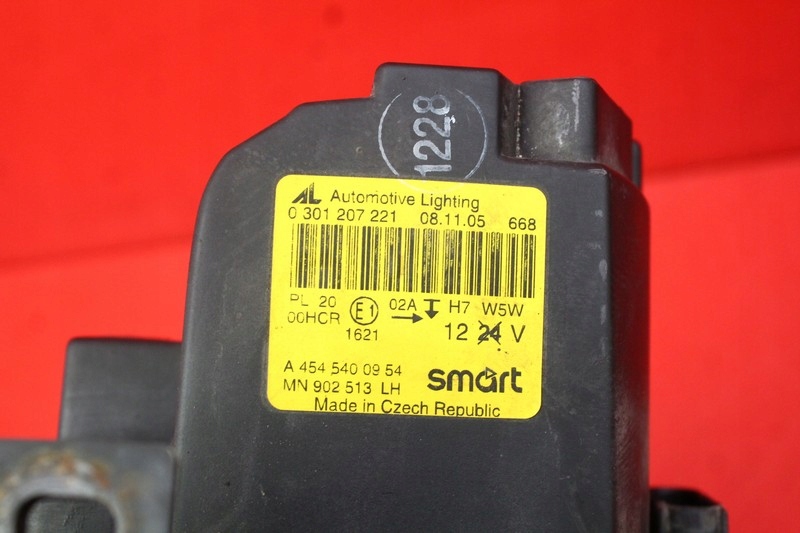 1228
AL Automotive Lighting
0 301 207 221 08.11.05 668
PL 20 E1 02A H7 W5W
00HCR 1621 12 24 V
A 454 540 09 54
MN 902 513 LH smart
Made in Czech Republic